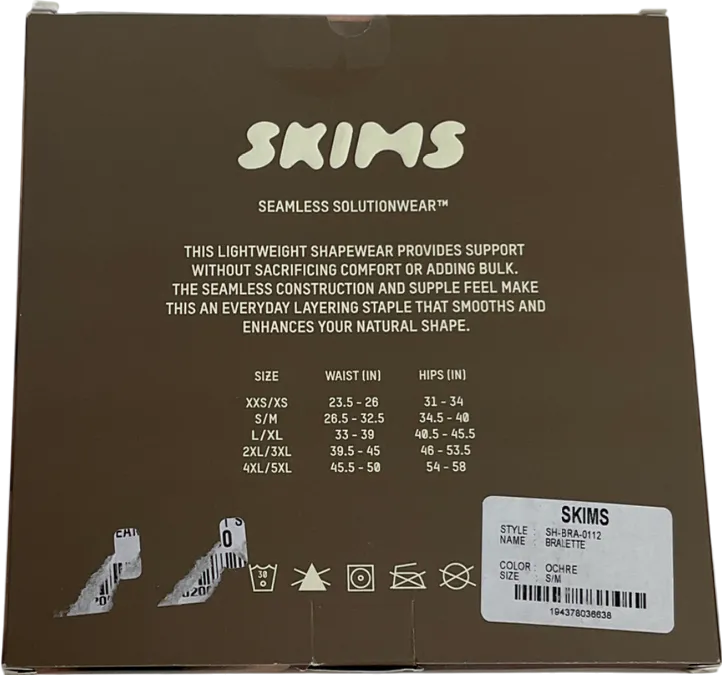 SKIMS
SEAMLESS SOLUTIONWEAR™
THIS LIGHTWEIGHT SHAPEWEAR PROVIDES SUPPORT
WITHOUT SACRIFICING COMFORT OR ADDING BULK.
THE SEAMLESS CONSTRUCTION AND SUPPLE FEEL MAKE
THIS AN EVERYDAY LAYERING STAPLE THAT SMOOTHS AND
ENHANCES YOUR NATURAL SHAPE.
SIZE WAIST (IN) HIPS (IN)
XXS/XS 23.5 - 26 31 - 34
S/M 26.5 - 32.5 34.5 - 40
L/XL 33 - 39 40.5 - 45.5
2XL/3XL 39.5 - 45 46 - 53.5
4XL/5XL 45.5 - 50 54 - 58
30
SKIMS
STYLE : SH-BRA-0112
NAME : BRALETTE
COLOR : OCHRE
SIZE : S/M
194378036638